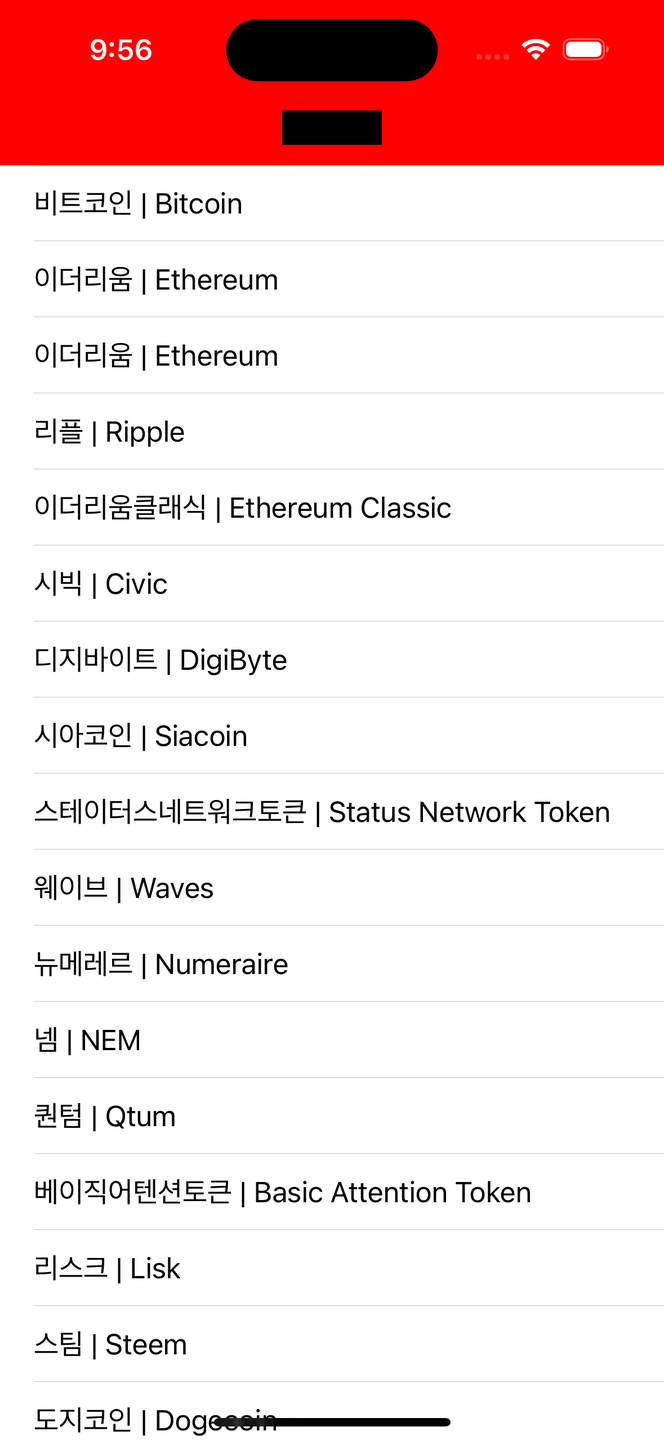 9:56
비트코인 | Bitcoin
이더리움 | Ethereum
이더리움 | Ethereum
리플 | Ripple
이더리움클래식 | Ethereum Classic
시빅 | Civic
디지바이트 | DigiByte
시아코인 | Siacoin
스테이터스네트워크토큰 | Status Network Token
웨이브 | Waves
뉴메레르 | Numeraire
넴 | NEM
퀀텀 | Qtum
베이직어텐션토큰 | Basic Attention Token
리스크 | Lisk
스팀 | Steem
도지코인 | Dogecoin